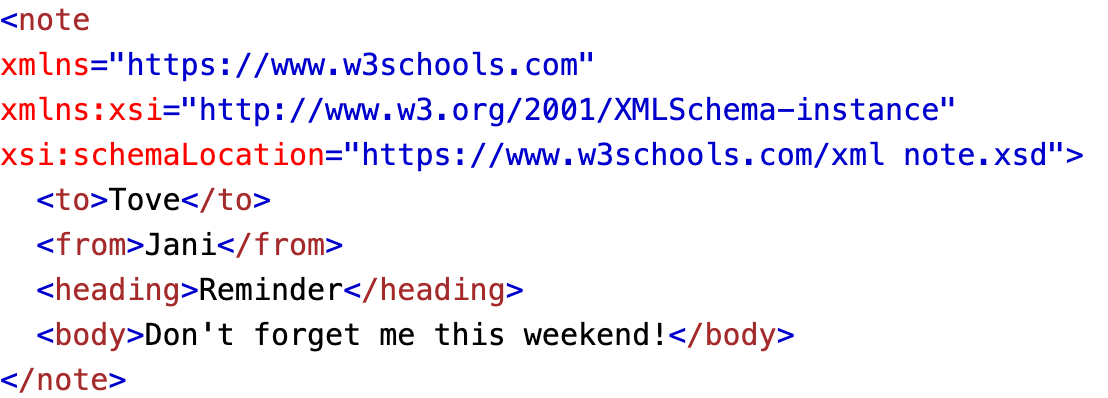 <note
xmlns="https://www.w3schools.com"
xmlns:xsi="http://www.w3.org/2001/XMLSchema-instance"
xsi:schemaLocation="https://www.w3schools.com/xml note.xsd">
  <to>Tove</to>
  <from>Jani</from>
  <heading>Reminder</heading>
  <body>Don't forget me this weekend!</body>
</note>